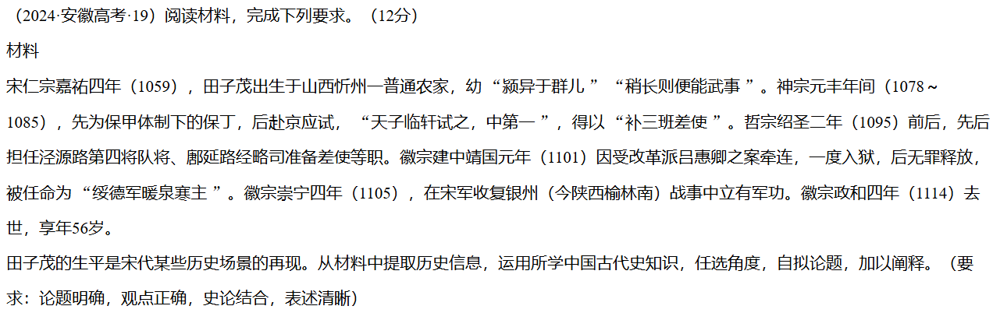 （2024·安徽高考·19）阅读材料，完成下列要求。（12分）
材料
宋仁宗嘉祐四年（1059），田子茂出生于山西忻州一普通农家，幼 “颍异于群儿 ” “稍长则便能武事 ”。神宗元丰年间（1078～
1085），先为保甲体制下的保丁，后赴京应试， “天子临轩试之，中第一 ”，得以 “补三班差使 ”。哲宗绍圣二年（1095）前后，先后
担任泾源路第四将队将、鄜延路经略司准备差使等职。徽宗建中靖国元年（1101）因受改革派吕惠卿之案牵连，一度入狱，后无罪释放，
被任命为 “绥德军暖泉寨主 ”。徽宗崇宁四年（1105），在宋军收复银州（今陕西榆林南）战事中立有军功。徽宗政和四年（1114）去
世，享年56岁。
田子茂的生平是宋代某些历史场景的再现。从材料中提取历史信息，运用所学中国古代史知识，任选角度，自拟论题，加以阐释。（要
求：论题明确，观点正确，史论结合，表述清晰）